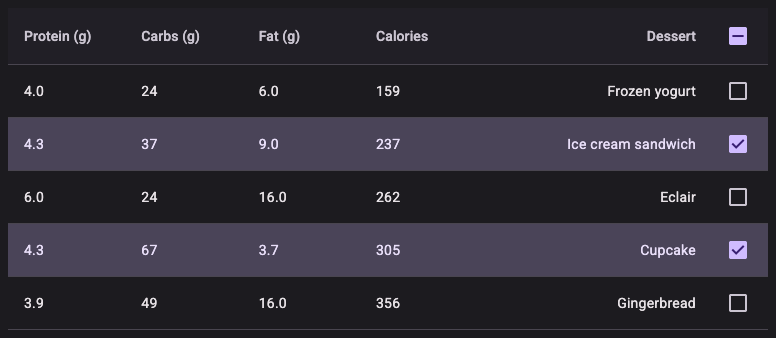 Protein (g) Carbs (g) Fat (g) Calories Dessert
4.0 24 6.0 159 Frozen yogurt
4.3 37 9.0 237 Ice cream sandwich
6.0 24 16.0 262 Eclair
4.3 67 3.7 305 Cupcake
3.9 49 16.0 356 Gingerbread